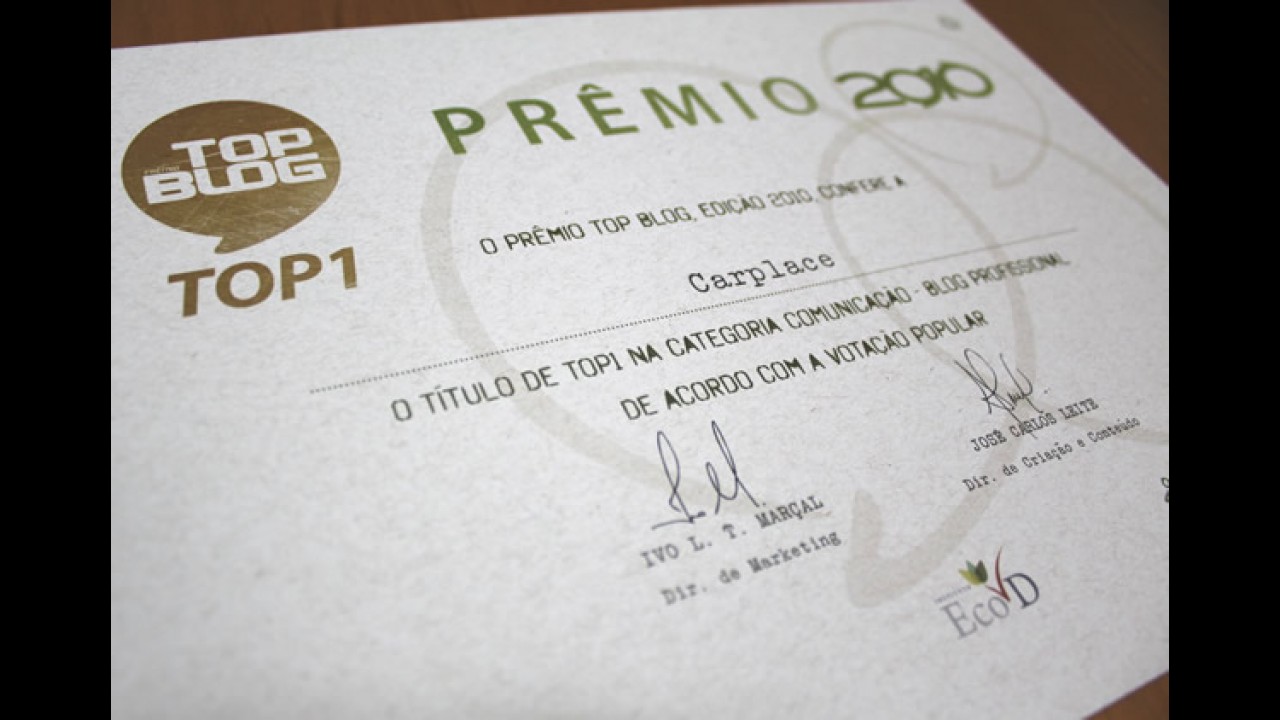 PRÊMIO 2010
TOP
BLOG
TOP1
O PRÊMIO TOP BLOG, EDIÇÃO 2010, CONFERE A
Carplace
O TÍTULO DE TOP1 NA CATEGORIA COMUNICAÇÃO - BLOG PROFISSIONAL
DE ACORDO COM A VOTAÇÃO POPULAR
IVO L. T. MARÇAL
Dir. de Marketing
JOSÉ CARLOS LEITE
Dir. de Criação e Conteúdo
EcoD